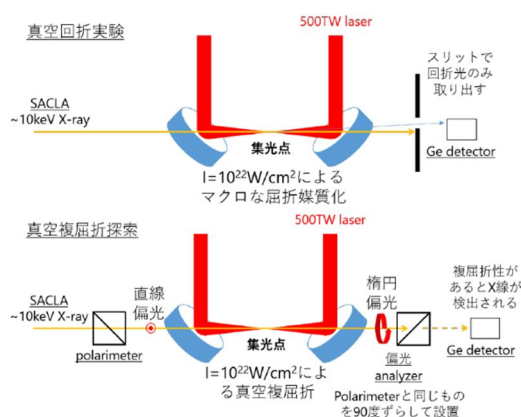 真空回折実験
500TW laser
スリットで
回折光のみ
取り出す
SACLA
~10keV X-ray
集光点
Ge detector
I=10²²W/cm²による
マクロな屈折媒質化
真空複屈折探索
500TW laser
複屈折性が
あるとX線が
検出される
直線
偏光
楕円
偏光
SACLA
~10keV X-ray
集光点
polarimeter
偏光
analyzer
Ge detector
I=10²²W/cm²によ
る真空複屈折
Polarimeterと同じもの
を90度ずらして設置